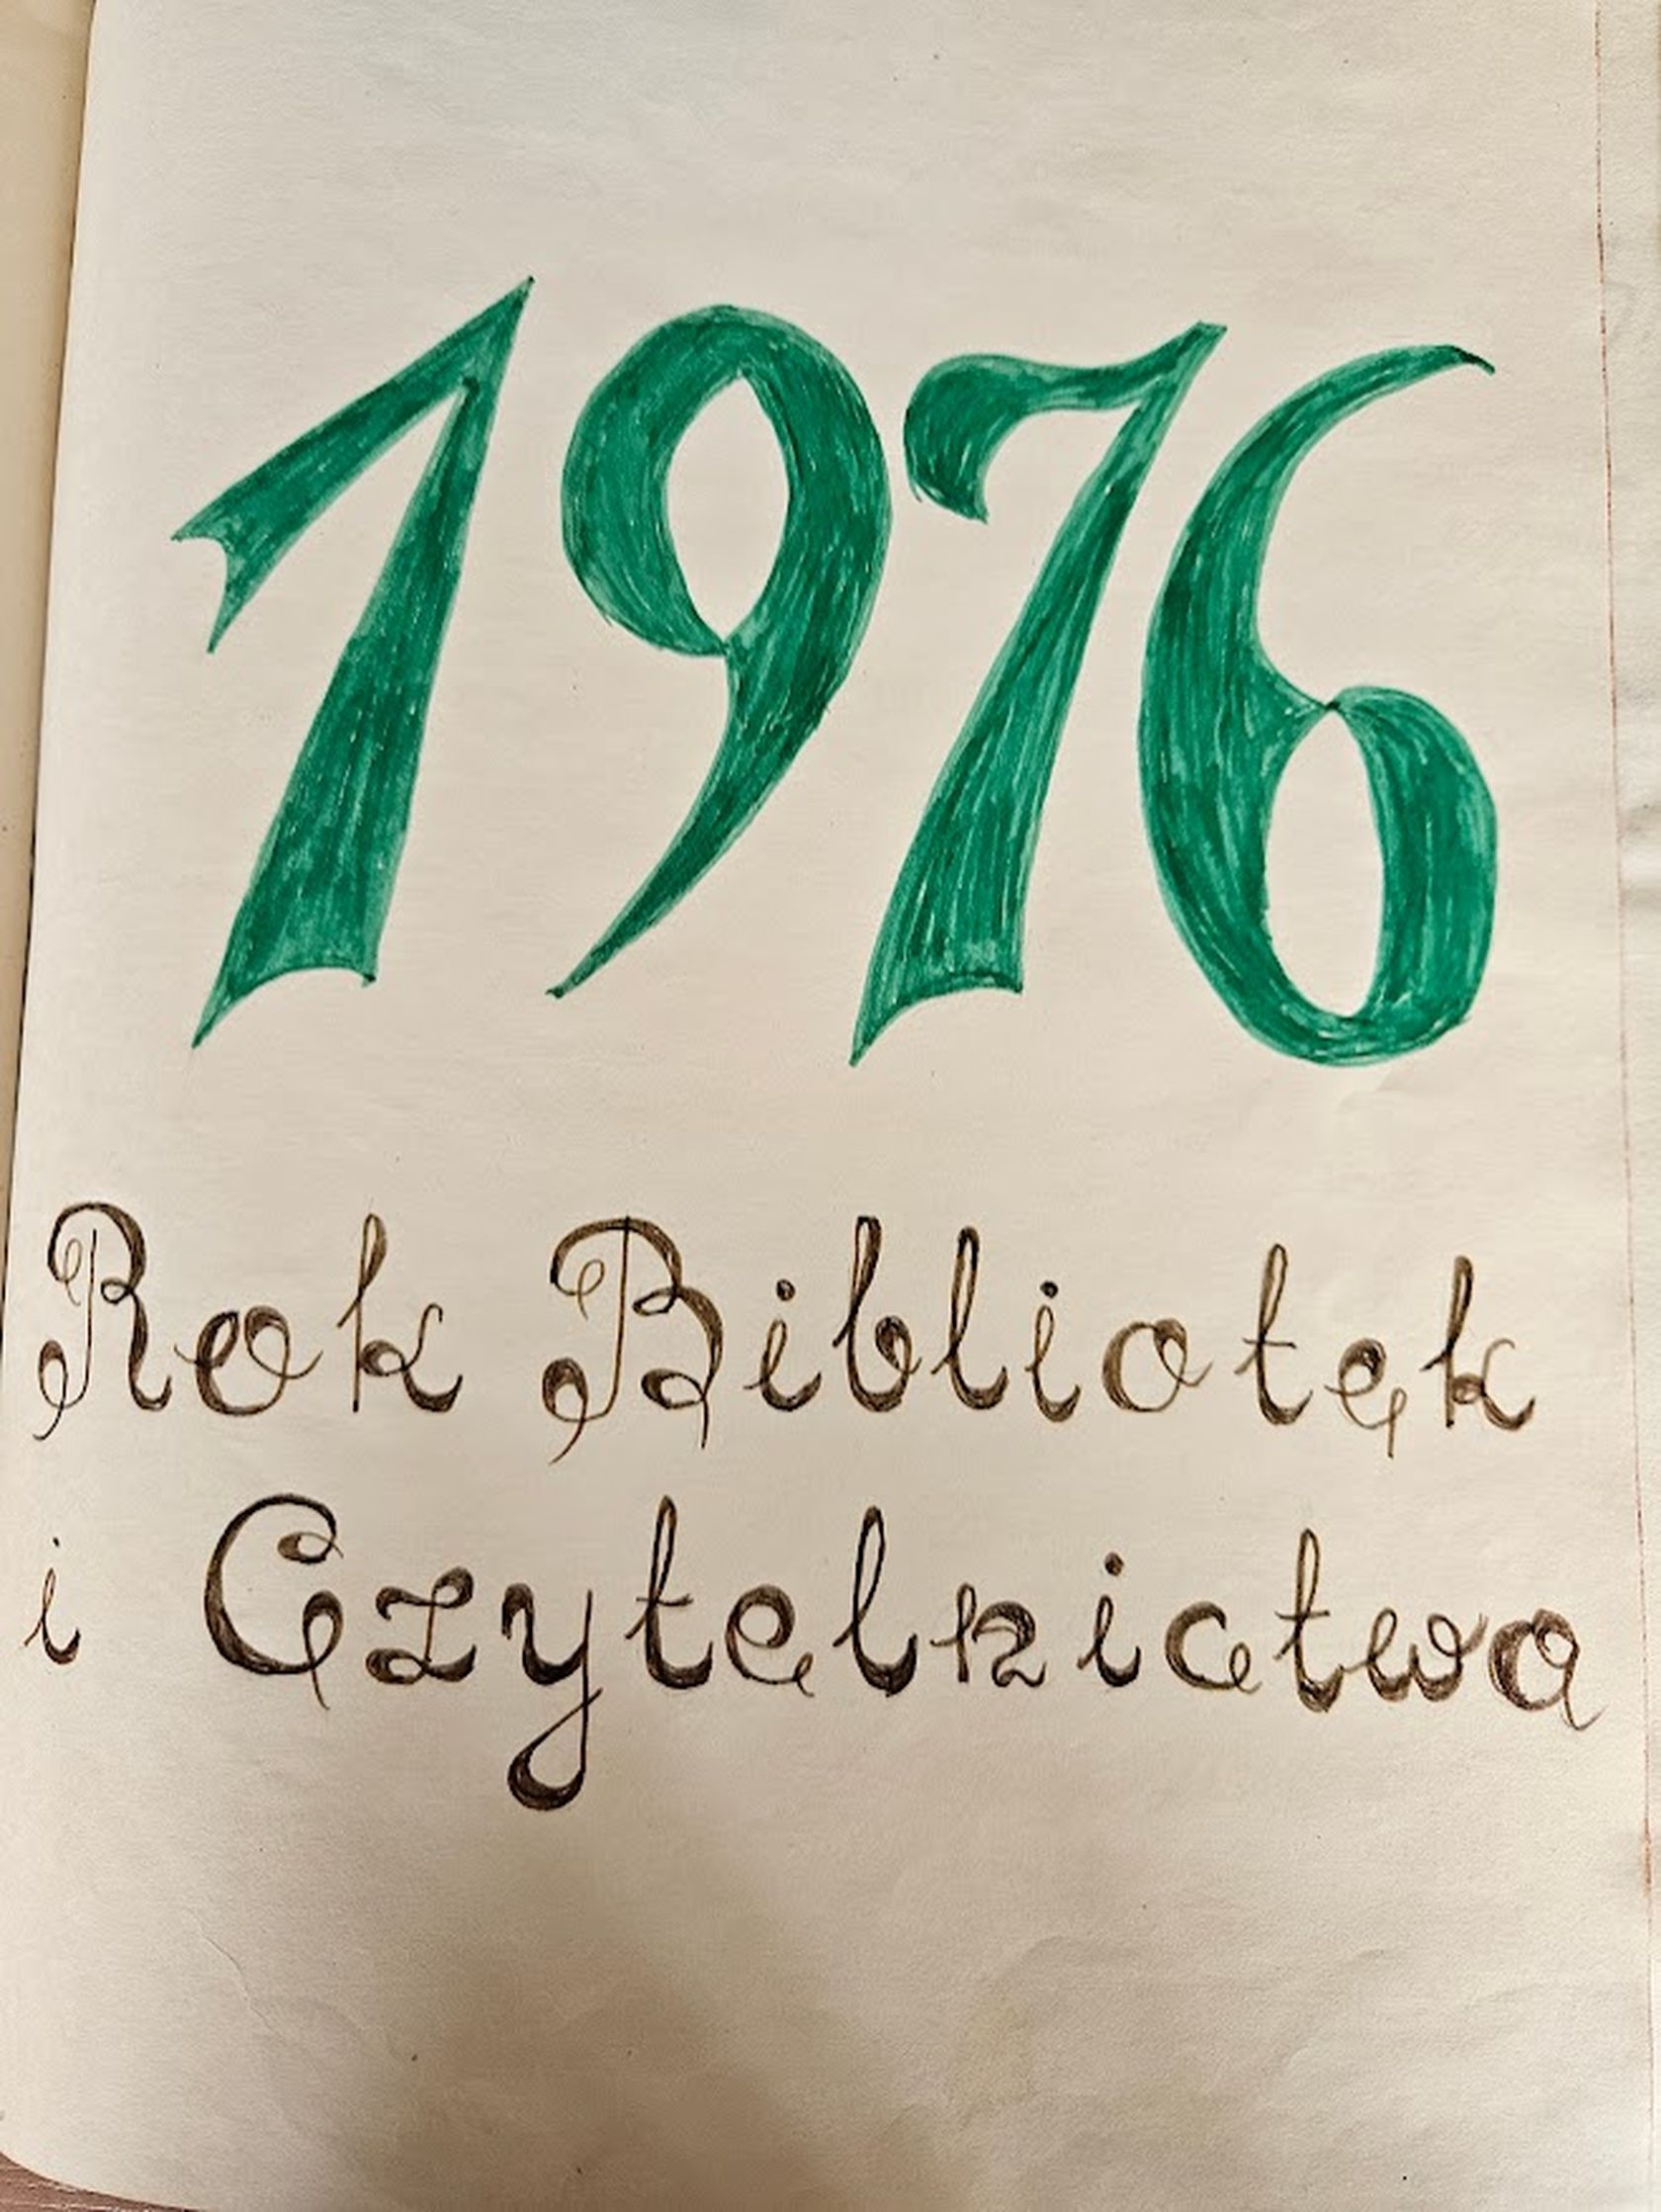 1976
Rok Bibliotek
i Czytelnictwa